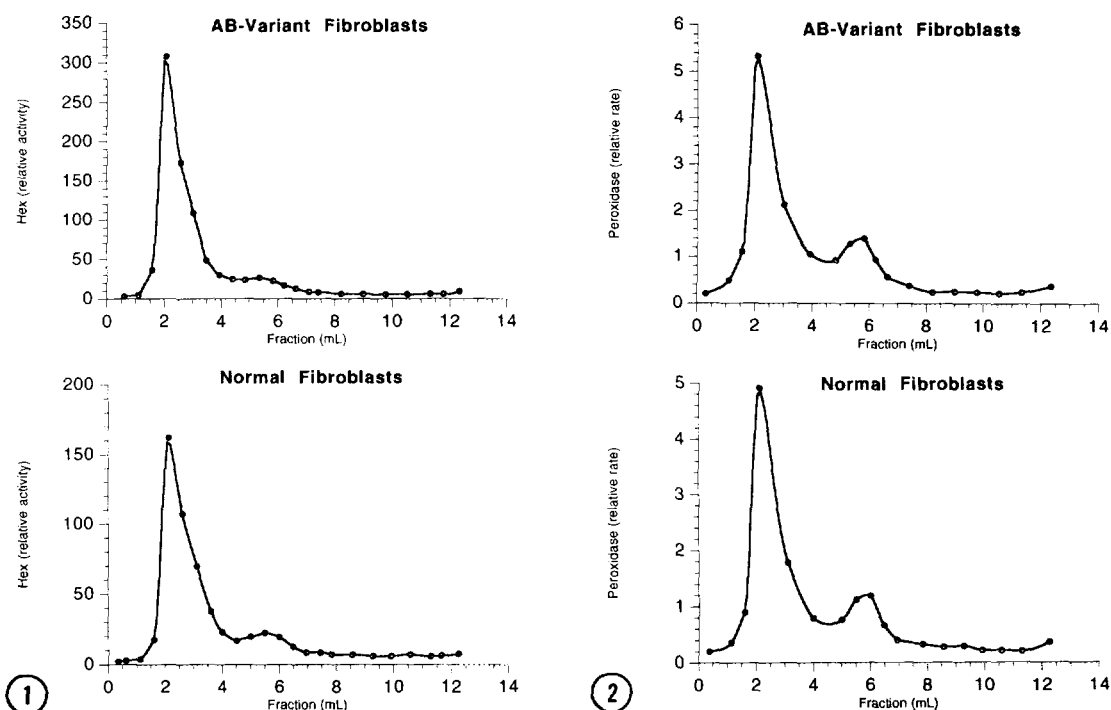 AB-Variant Fibroblasts
350
300
250
200
150
100
50
0
Hex (relative activity)
0 2 4 6 8 10 12 14
Fraction (mL)
AB-Variant Fibroblasts
6
5
4
3
2
1
0
Peroxidase (relative rate)
0 2 4 6 8 10 12 14
Fraction (mL)
Normal Fibroblasts
200
150
100
50
0
Hex (relative activity)
0 2 4 6 8 10 12 14
Fraction (mL)
1
Normal Fibroblasts
5
4
3
2
1
0
Peroxidase (relative rate)
0 2 4 6 8 10 12 14
Fraction (mL)
2